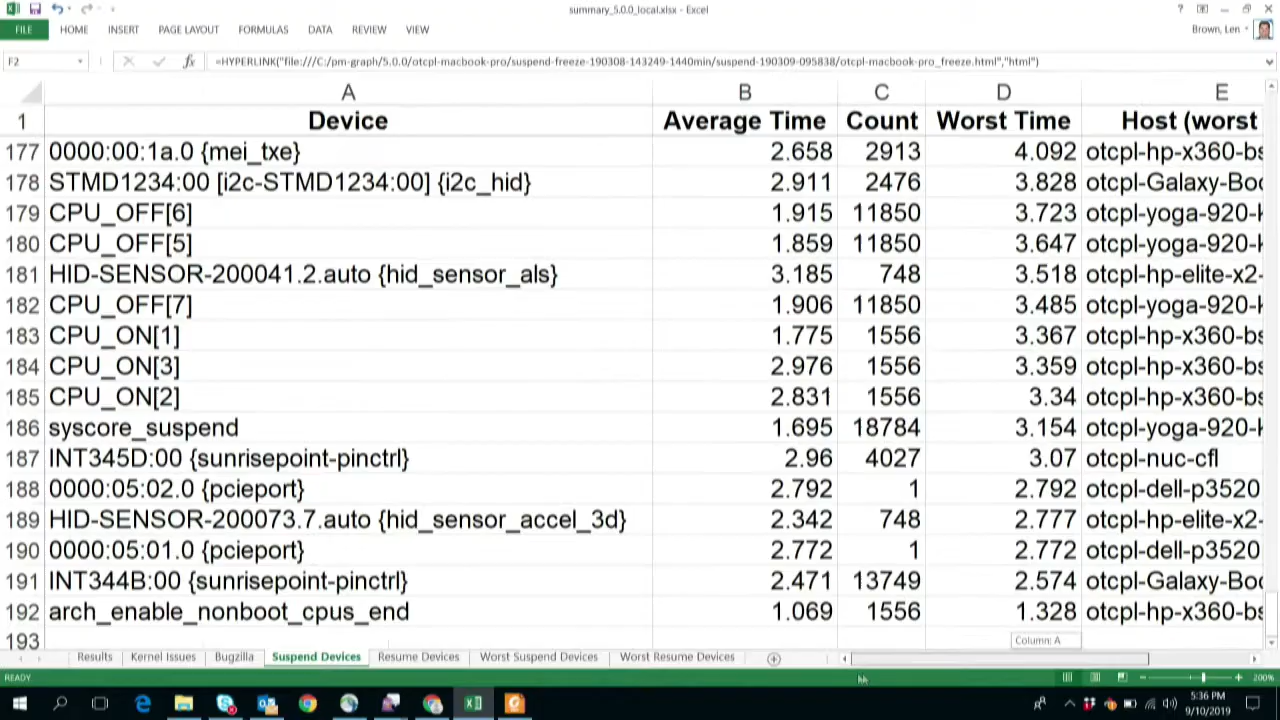 summary_5.0.0_local.xlsx - Excel
FILE HOME INSERT PAGE LAYOUT FORMULAS DATA REVIEW VIEW Brown, Len
F2 fx =HYPERLINK("file:///C:/pm-graph/5.0.0/otcpl-macbook-pro/suspend-freeze-190308-143249-1440min/suspend-190309-095838/otcpl-macbook-pro_freeze.html","html")
A B C D E
1 Device Average Time Count Worst Time Host (worst
177 0000:00:1a.0 {mei_txe} 2.658 2913 4.092 otcpl-hp-x360-bs
178 STMD1234:00 [i2c-STMD1234:00] {i2c_hid} 2.911 2476 3.828 otcpl-Galaxy-Boo
179 CPU_OFF[6] 1.915 11850 3.723 otcpl-yoga-920-k
180 CPU_OFF[5] 1.859 11850 3.647 otcpl-yoga-920-k
181 HID-SENSOR-200041.2.auto {hid_sensor_als} 3.185 748 3.518 otcpl-hp-elite-x2-
182 CPU_OFF[7] 1.906 11850 3.485 otcpl-yoga-920-k
183 CPU_ON[1] 1.775 1556 3.367 otcpl-hp-x360-bs
184 CPU_ON[3] 2.976 1556 3.359 otcpl-hp-x360-bs
185 CPU_ON[2] 2.831 1556 3.34 otcpl-hp-x360-bs
186 syscore_suspend 1.695 18784 3.154 otcpl-yoga-920-k
187 INT345D:00 {sunrisepoint-pinctrl} 2.96 4027 3.07 otcpl-nuc-cfl
188 0000:05:02.0 {pcieport} 2.792 1 2.792 otcpl-dell-p3520
189 HID-SENSOR-200073.7.auto {hid_sensor_accel_3d} 2.342 748 2.777 otcpl-hp-elite-x2-
190 0000:05:01.0 {pcieport} 2.772 1 2.772 otcpl-dell-p3520
191 INT344B:00 {sunrisepoint-pinctrl} 2.471 13749 2.574 otcpl-Galaxy-Boo
192 arch_enable_nonboot_cpus_end 1.069 1556 1.328 otcpl-hp-x360-bs
193
Column: A
Results Kernel Issues Bugzilla Suspend Devices Resume Devices Worst Suspend Devices Worst Resume Devices
READY 200%
5:36 PM
9/10/2019